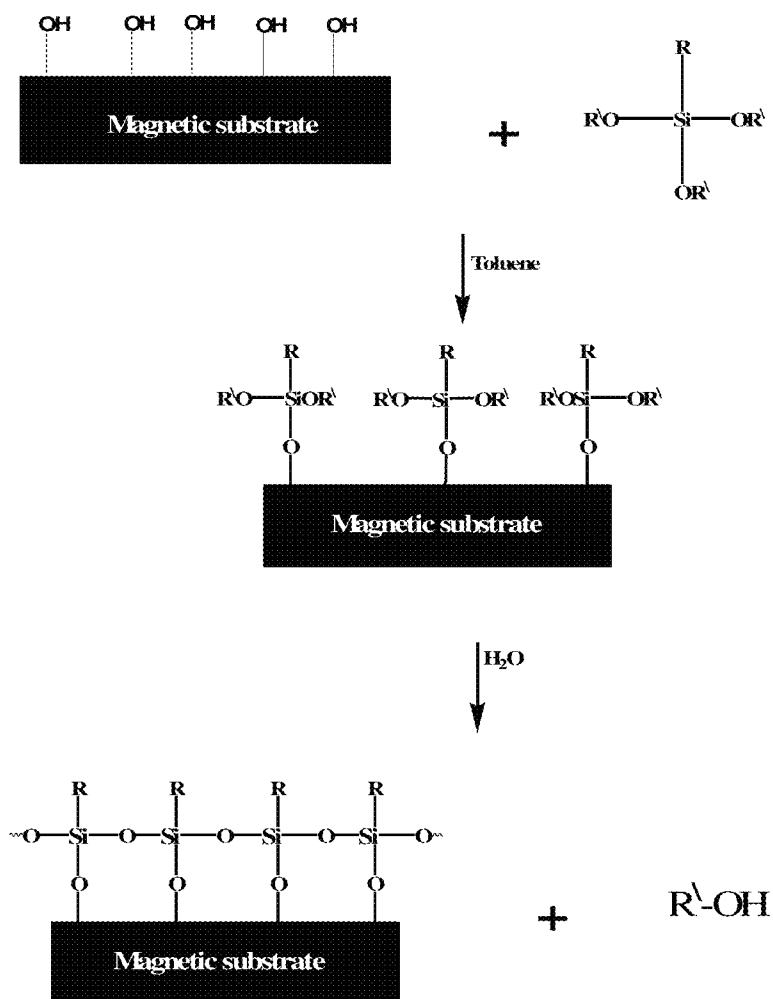 OH OH OH OH OH
R
Magnetic substrate + R\O Si OR\
OR\
Toluene
R R R
R\O SiOR\ R\O Si OR\ R\OSi OR\
O O O
Magnetic substrate
H₂O
R R R R
O Si O Si O Si O Si O
O O O O
Magnetic substrate + R\-OH